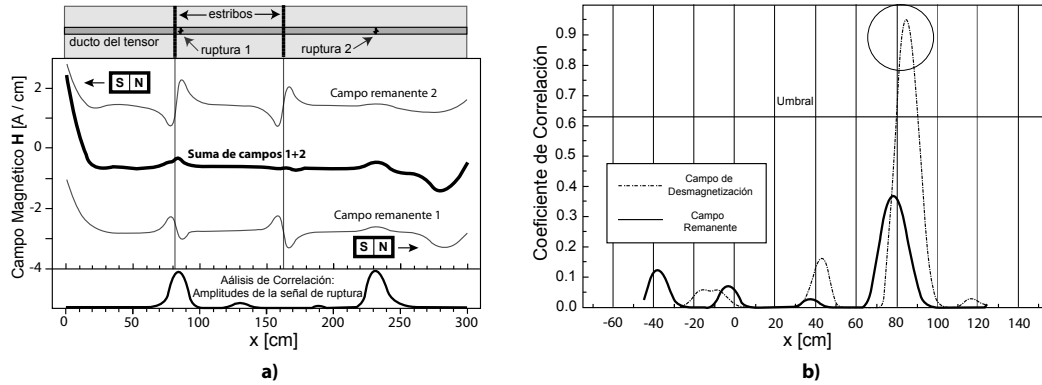 a)
estribos
ducto del tensor
ruptura 1
ruptura 2
Campo Magnético H [A / cm]
2
0
-2
-4
S N
Campo remanente 2
Suma de campos 1+2
Campo remanente 1
S N
Aálisis de Correlación:
Amplitudes de la señal de ruptura
0 50 100 150 200 250 300
x [cm]
a)
b)
Coeficiente de Correlación
0.9
0.8
0.7
0.6
0.5
0.4
0.3
0.2
0.1
0.0
Umbral
Campo de
Desmagnetización
Campo
Remanente
-60 -40 -20 0 20 40 60 80 100 120 140
x [cm]
b)